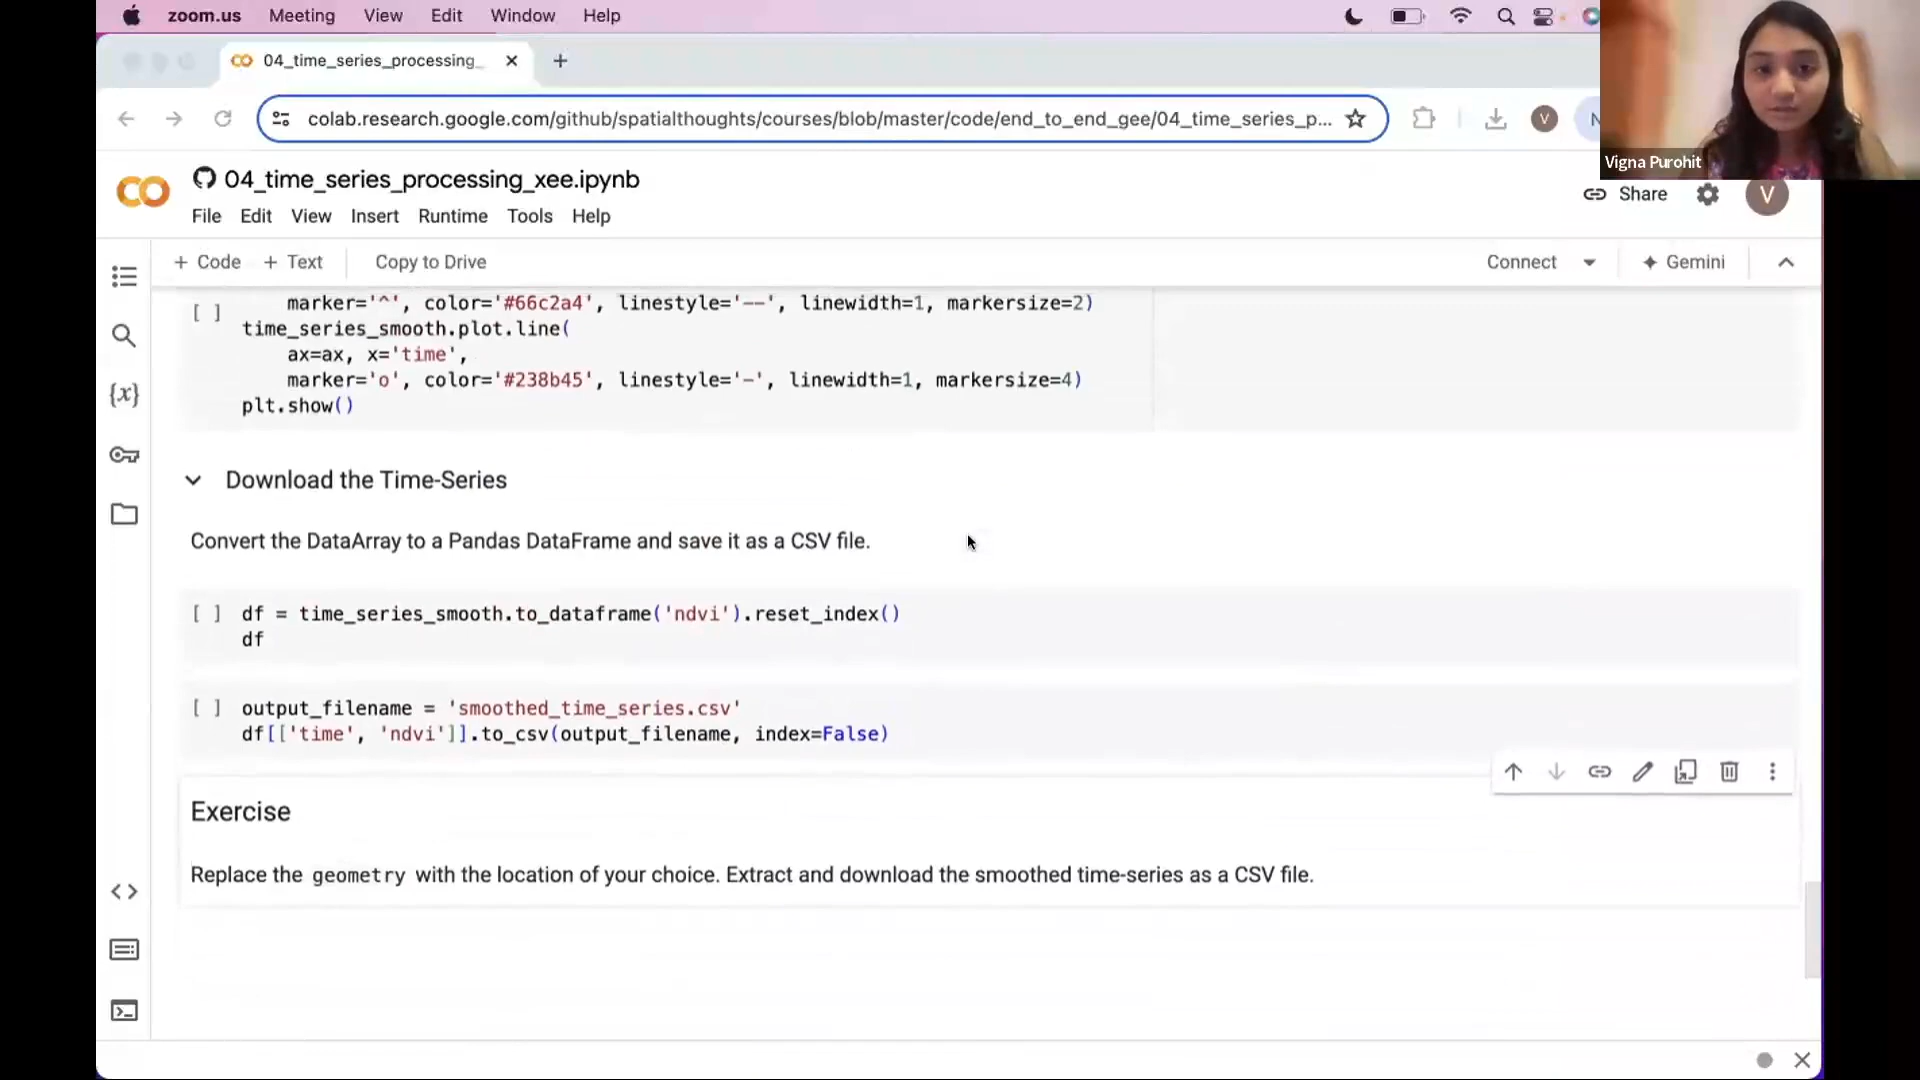 zoom.us Meeting View Edit Window Help
04_time_series_processing_
colab.research.google.com/github/spatialthoughts/courses/blob/master/code/end_to_end_gee/04_time_series_p...
V
N
Vigna Purohit
04_time_series_processing_xee.ipynb
Share
V
File Edit View Insert Runtime Tools Help
+ Code + Text Copy to Drive
Connect
Gemini
marker='^', color='#66c2a4', linestyle='--', linewidth=1, markersize=2)
[ ]
time_series_smooth.plot.line(
ax=ax, x='time',
marker='o', color='#238b45', linestyle='-', linewidth=1, markersize=4)
plt.show()
Download the Time-Series
Convert the DataArray to a Pandas DataFrame and save it as a CSV file.
[ ] df = time_series_smooth.to_dataframe('ndvi').reset_index()
df
[ ] output_filename = 'smoothed_time_series.csv'
df[['time', 'ndvi']].to_csv(output_filename, index=False)
Exercise
Replace the geometry with the location of your choice. Extract and download the smoothed time-series as a CSV file.